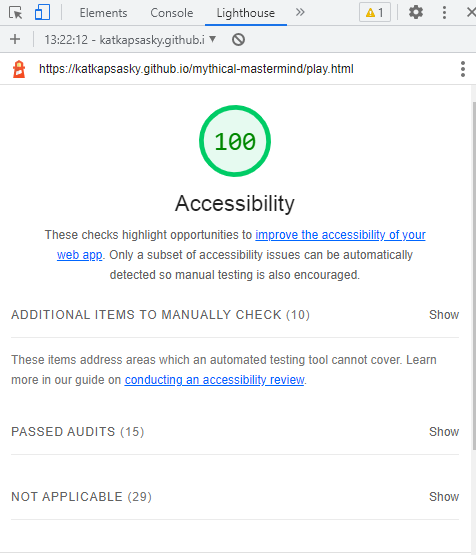 Elements Console Lighthouse » 1
+ 13:22:12 - katkapsasky.github.i ▼
https://katkapsasky.github.io/mythical-mastermind/play.html
100
Accessibility
These checks highlight opportunities to improve the accessibility of your
web app. Only a subset of accessibility issues can be automatically
detected so manual testing is also encouraged.
ADDITIONAL ITEMS TO MANUALLY CHECK (10) Show
These items address areas which an automated testing tool cannot cover. Learn
more in our guide on conducting an accessibility review.
PASSED AUDITS (15) Show
NOT APPLICABLE (29) Show